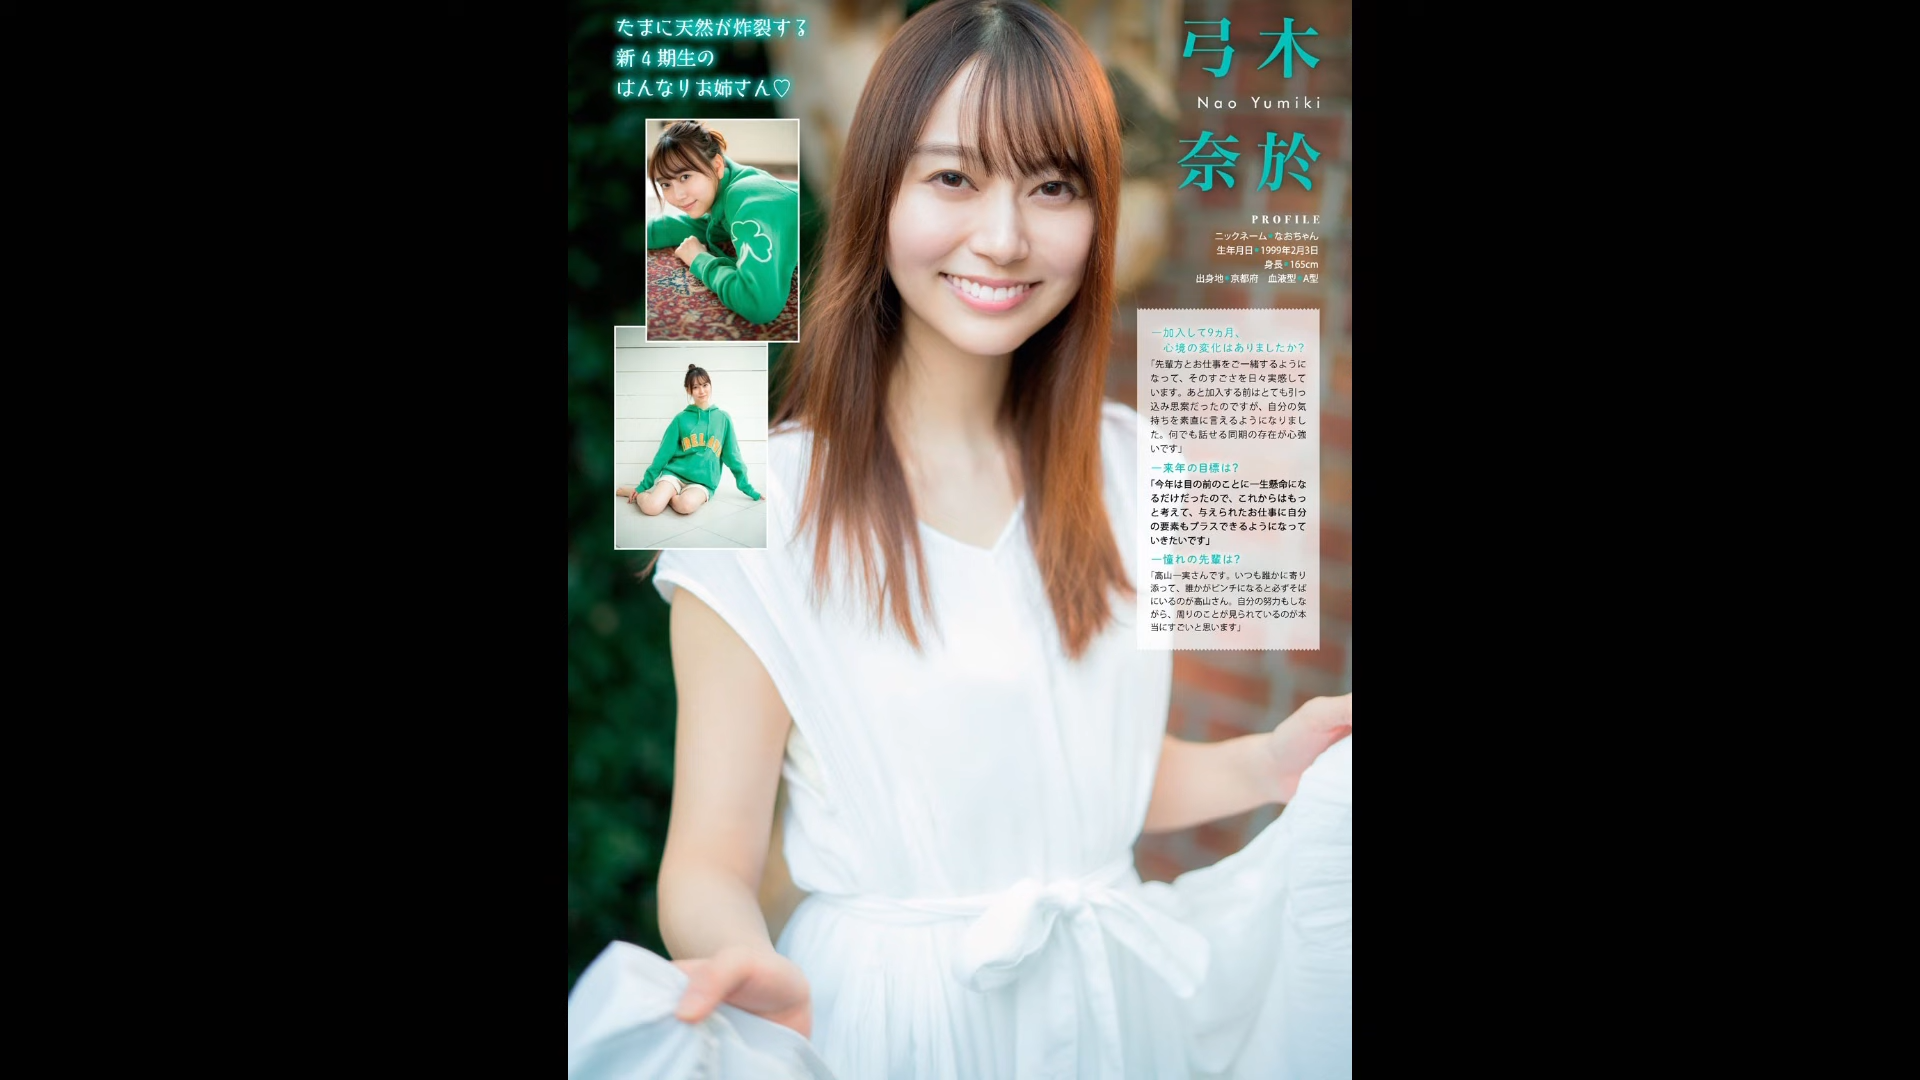 たまに天然が炸裂する
新4期生の
はんなりお姉さん♡
弓木
Nao Yumiki
奈於
PROFILE
ニックネーム●なおちゃん
生年月日●1999年2月3日
身長●165cm
出身地●京都府　血液型●A型
―加入して9ヵ月、
心境の変化はありましたか?
「先輩方とお仕事をご一緒するように
なって、そのすごさを日々実感して
います。あと加入する前はとても引っ
込み思案だったのですが、自分の気
持ちを素直に言えるようになりまし
た。何でも話せる同期の存在が心強
いです」
―来年の目標は?
「今年は目の前のことに一生懸命にな
るだけだったので、これからはもっ
と考えて、与えられたお仕事に自分
の要素もプラスできるようになって
いきたいです」
―憧れの先輩は?
「高山一実さんです。いつも誰かに寄り
添って、誰かがピンチになると必ずそば
にいるのが高山さん。自分の努力もしな
がら、周りのことが見られているのが本
当にすごいと思います」